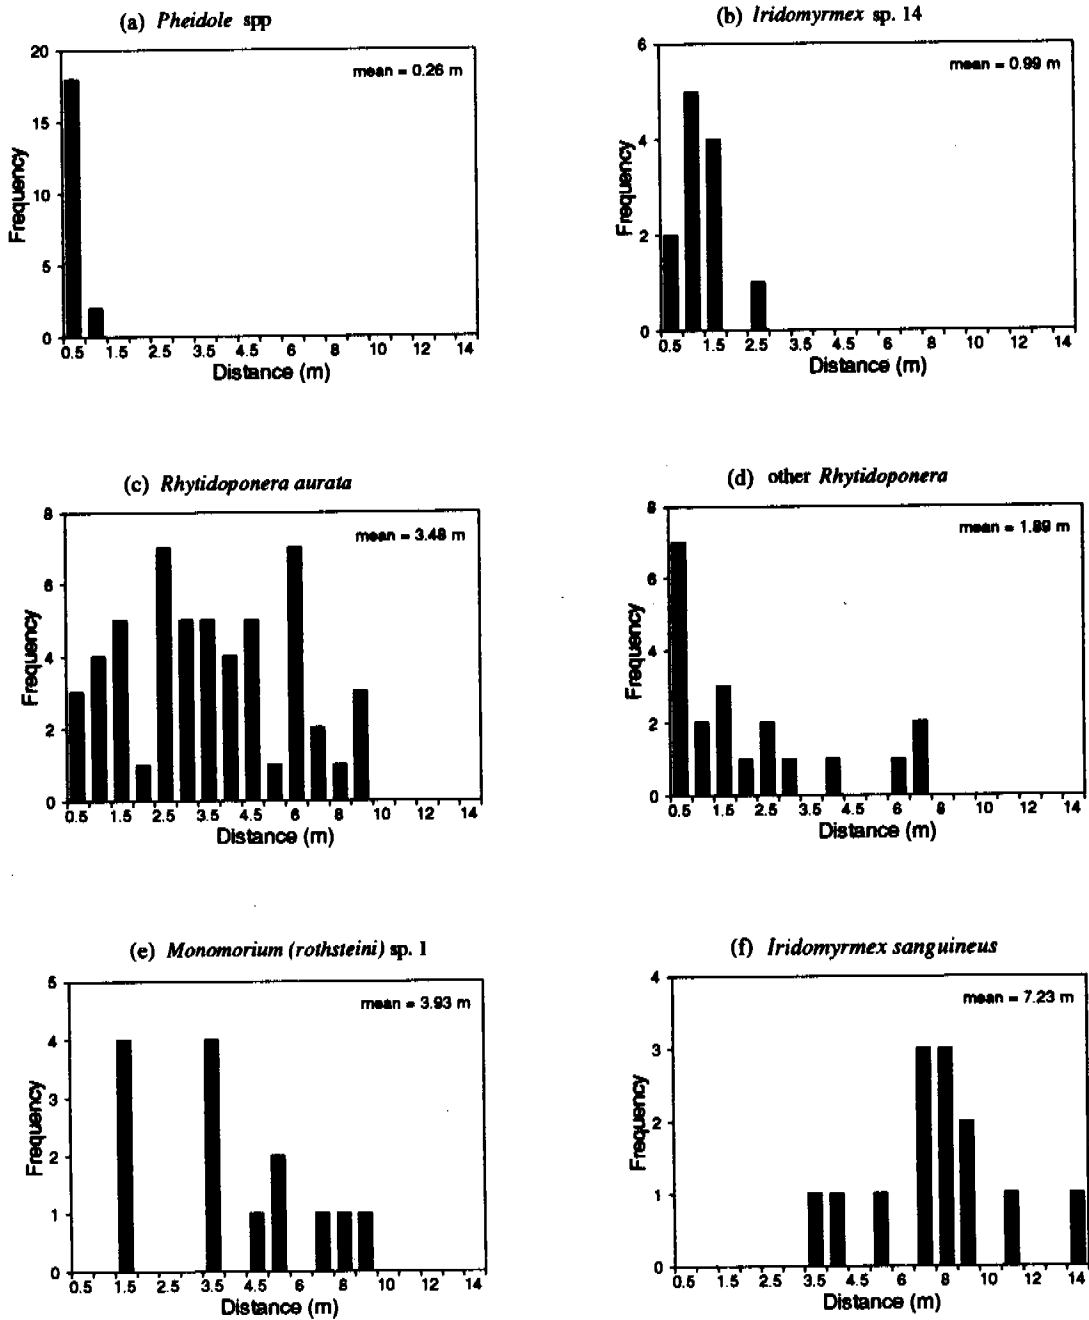 (a) Pheidole spp
mean = 0.26 m
20
15
10
5
0
Frequency
0.5 1.5 2.5 3.5 4.5 6 8 10 12 14
Distance (m)
(b) Iridomyrmex sp. 14
mean = 0.99 m
6
4
2
0
Frequency
0.5 1.5 2.5 3.5 4.5 6 8 10 12 14
Distance (m)
(c) Rhytidoponera aurata
mean = 3.48 m
8
6
4
2
0
Frequency
0.5 1.5 2.5 3.5 4.5 6 8 10 12 14
Distance (m)
(d) other Rhytidoponera
mean = 1.89 m
8
6
4
2
0
Frequency
0.5 1.5 2.5 3.5 4.5 6 8 10 12 14
Distance (m)
(e) Monomorium (rothsteini) sp. 1
mean = 3.93 m
5
4
3
2
1
0
Frequency
0.5 1.5 2.5 3.5 4.5 6 8 10 12 14
Distance (m)
(f) Iridomyrmex sanguineus
mean = 7.23 m
4
3
2
1
0
Frequency
0.5 1.5 2.5 3.5 4.5 6 8 10 12 14
Distance (m)